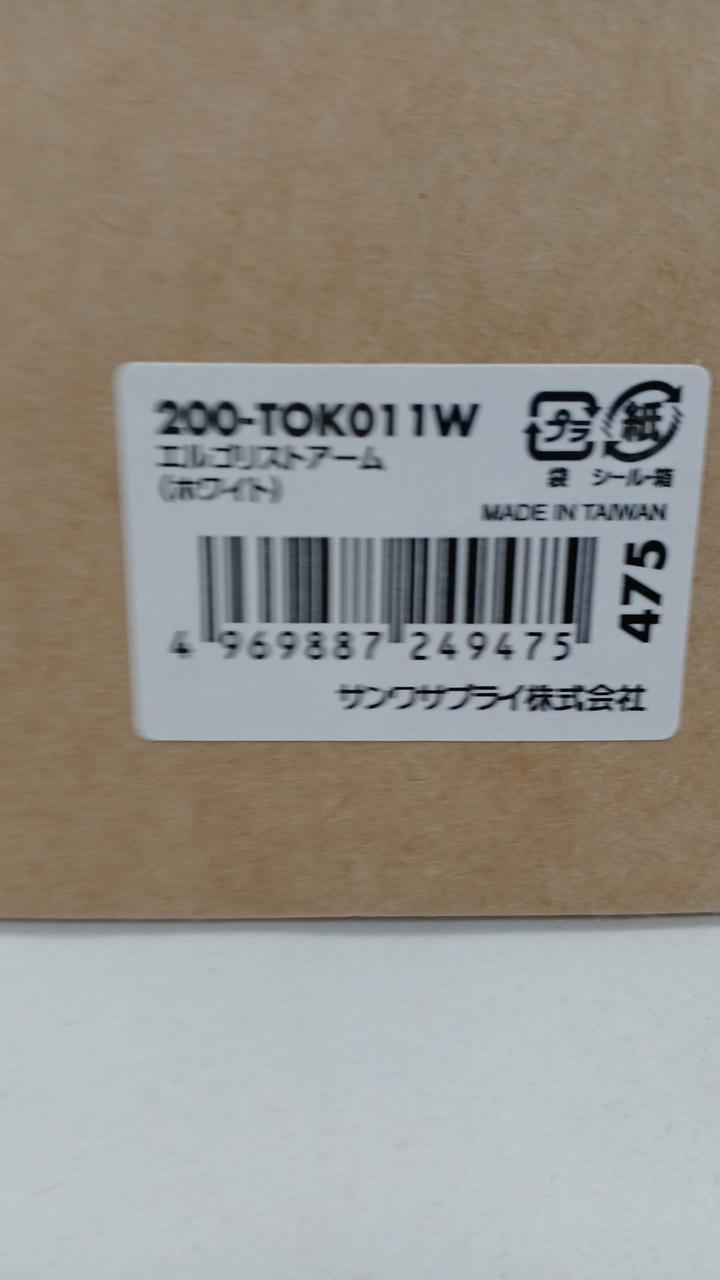 200-TOK011W
エルゴリストアーム
(ホワイト)
プラ
紙
袋 シール・箱
MADE IN TAIWAN
4 969887 249475
475
サンワサプライ株式会社